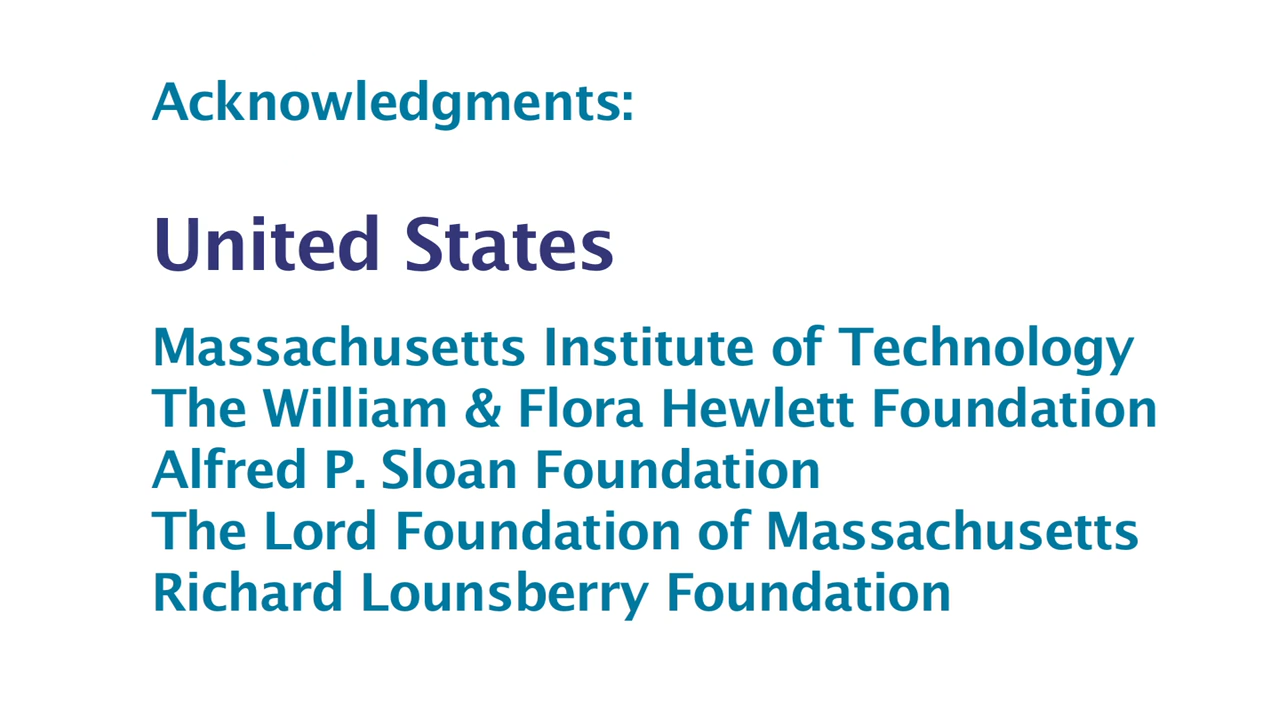 Acknowledgments:
United States
Massachusetts Institute of Technology
The William & Flora Hewlett Foundation
Alfred P. Sloan Foundation
The Lord Foundation of Massachusetts
Richard Lounsberry Foundation